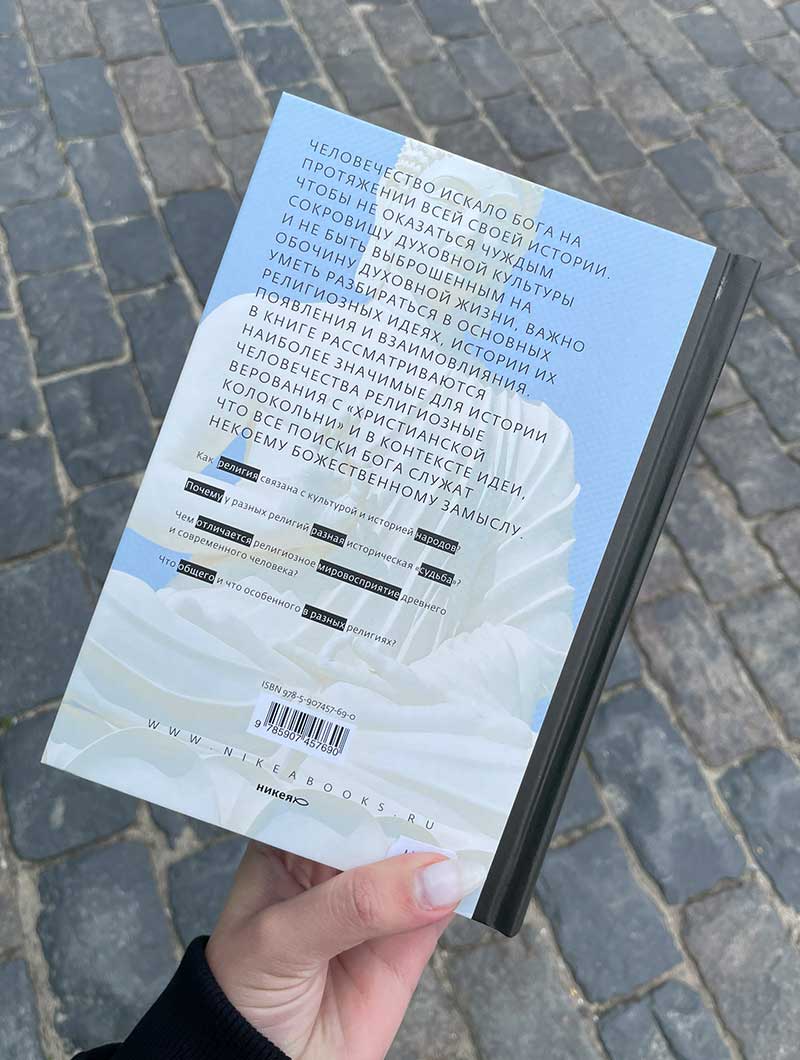 ЧЕЛОВЕЧЕСТВО ИСКАЛО БОГА НА
ПРОТЯЖЕНИИ ВСЕЙ СВОЕЙ ИСТОРИИ.
ЧТОБЫ НЕ ОКАЗАТЬСЯ ЧУЖДЫМ
СОКРОВИЩУ ДУХОВНОЙ КУЛЬТУРЫ
И НЕ БЫТЬ ВЫБРОШЕННЫМ НА
ОБОЧИНУ ДУХОВНОЙ ЖИЗНИ, ВАЖНО
УМЕТЬ РАЗБИРАТЬСЯ В ОСНОВНЫХ
РЕЛИГИОЗНЫХ ИДЕЯХ, ИСТОРИИ ИХ
ПОЯВЛЕНИЯ И ВЗАИМОВЛИЯНИЯ.
В КНИГЕ РАССМАТРИВАЮТСЯ
НАИБОЛЕЕ ЗНАЧИМЫЕ ДЛЯ ИСТОРИИ
ЧЕЛОВЕЧЕСТВА РЕЛИГИОЗНЫЕ
ВЕРОВАНИЯ С «ХРИСТИАНСКОЙ
КОЛОКОЛЬНИ» И В КОНТЕКСТЕ ИДЕИ,
ЧТО ВСЕ ПОИСКИ БОГА СЛУЖАТ
НЕКОЕМУ БОЖЕСТВЕННОМУ ЗАМЫСЛУ.
Как религия связана с культурой и историей народов?
Почему у разных религий разная историческая «судьба»?
Чем отличается религиозное мировосприятие древнего
и современного человека?
Что общего и что особенного в разных религиях?
ISBN 978-5-907457-69-0
9 785907 457690
WWW.NIKEABOOKS.RU
никея